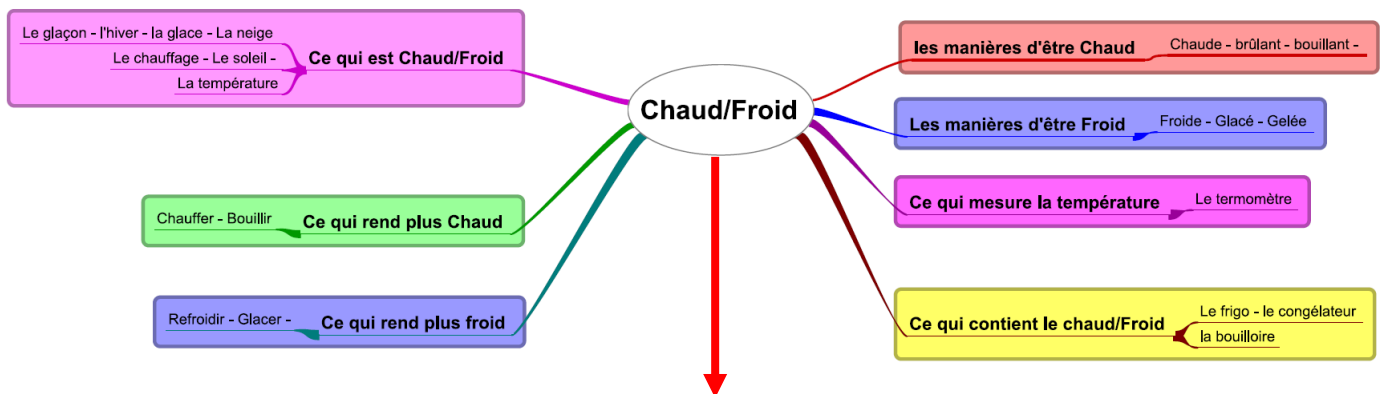 Le glaçon - l'hiver - la glace - La neige
Le chauffage - Le soleil -
La température
Ce qui est Chaud/Froid
Chauffer - Bouillir
Ce qui rend plus Chaud
Refroidir - Glacer -
Ce qui rend plus froid
Chaud/Froid
les manières d'être Chaud
Chaude - brûlant - bouillant -
Les manières d'être Froid
Froide - Glacé - Gelée
Ce qui mesure la température
Le termomètre
Ce qui contient le chaud/Froid
Le frigo - le congélateur
la bouilloire